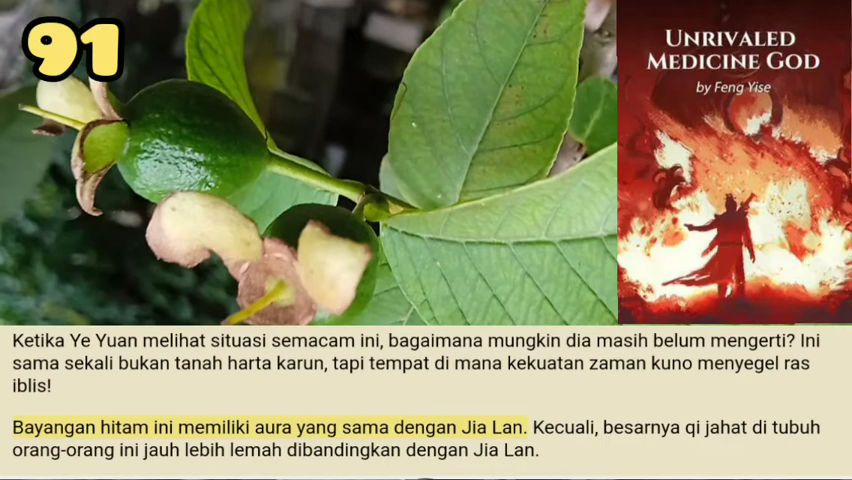 91
UNRIVALED
MEDICINE GOD
by Feng Yise
Ketika Ye Yuan melihat situasi semacam ini, bagaimana mungkin dia masih belum mengerti? Ini
sama sekali bukan tanah harta karun, tapi tempat di mana kekuatan zaman kuno menyegel ras
iblis!
Bayangan hitam ini memiliki aura yang sama dengan Jia Lan. Kecuali, besarnya qi jahat di tubuh
orang-orang ini jauh lebih lemah dibandingkan dengan Jia Lan.